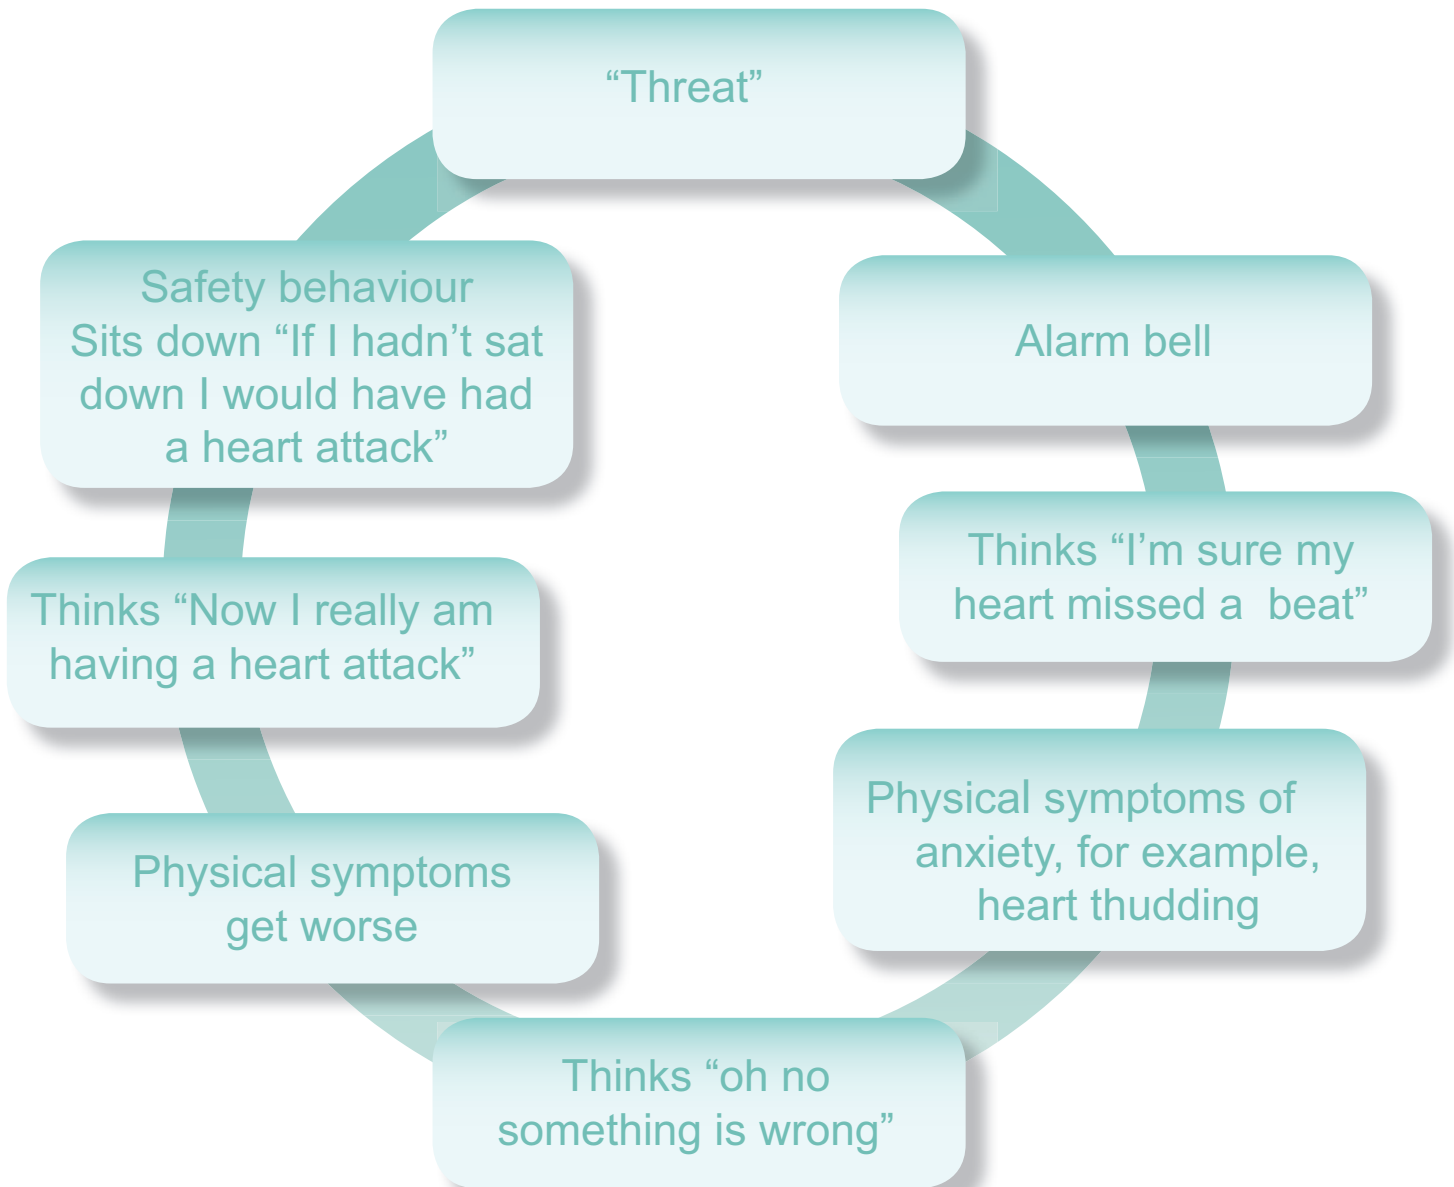 “Threat”
Alarm bell
Thinks “I’m sure my
heart missed a  beat”
Physical symptoms of
anxiety, for example,
heart thudding
Thinks “oh no
something is wrong”
Physical symptoms
get worse
Thinks “Now I really am
having a heart attack”
Safety behaviour
Sits down “If I hadn’t sat
down I would have had
a heart attack”